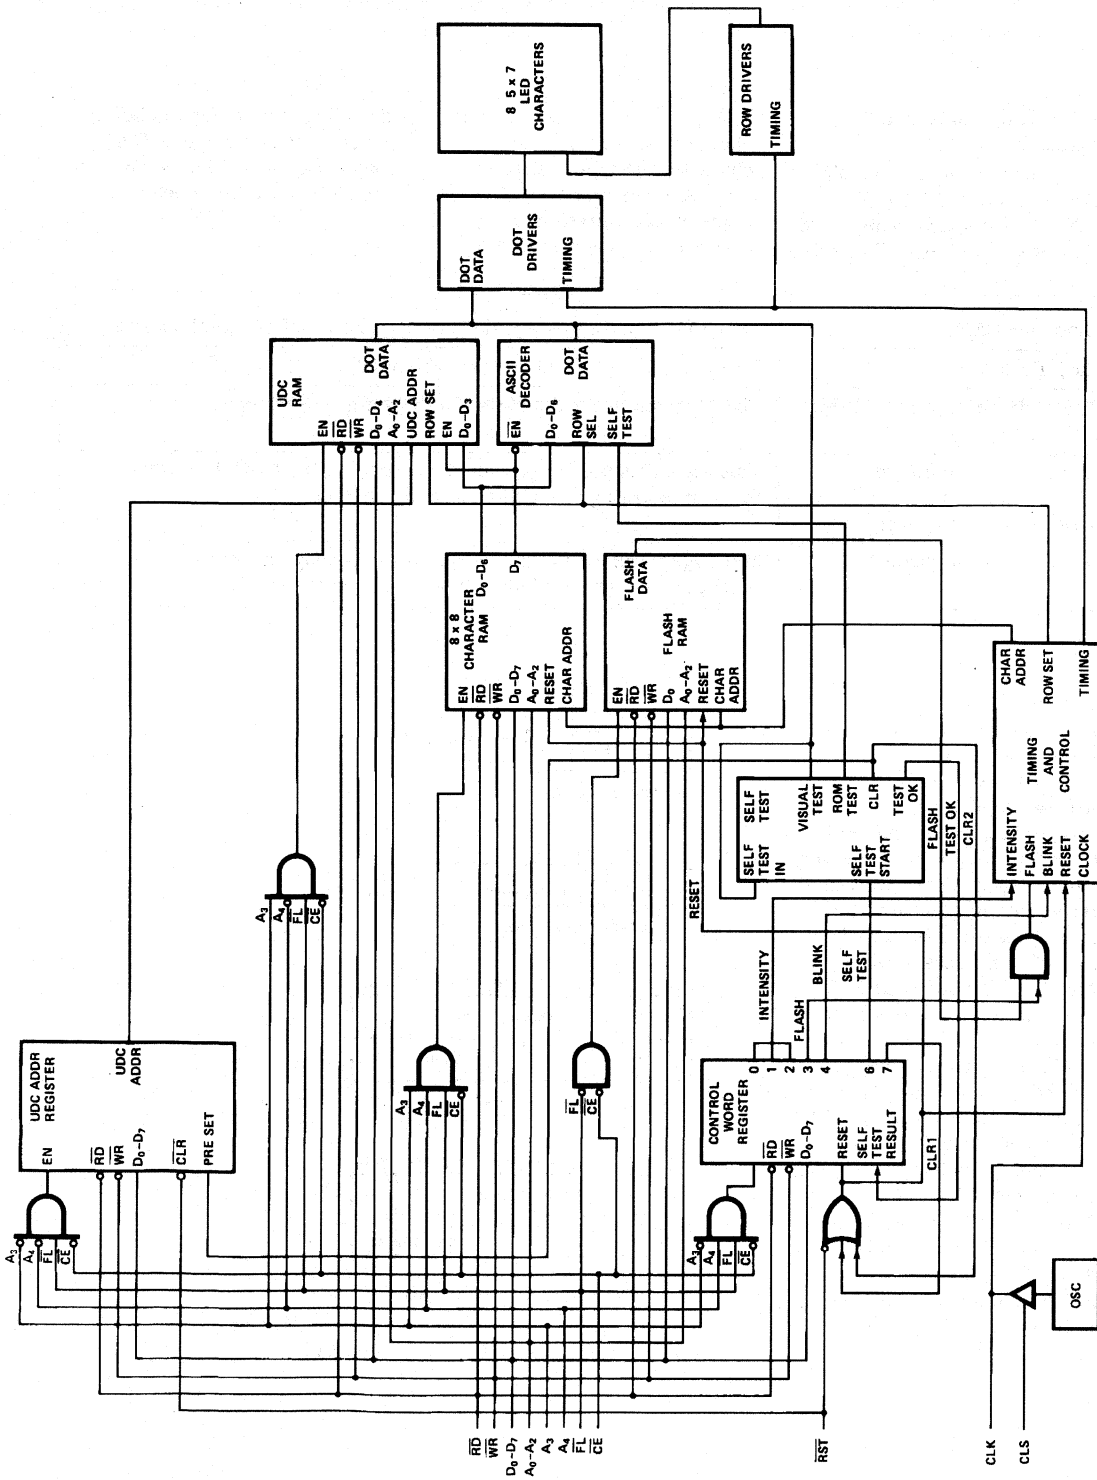 8 5 x 7
LED
CHARACTERS
ROW DRIVERS
TIMING
DOT
DATA
DOT
DRIVERS
TIMING
UDC
RAM
DOT
DATA
EN
RD
WR
D0–D4
A0–A2
UDC ADDR
ROW SET
EN
D0–D3
ASCII
DECODER
DOT
DATA
EN
D0–D6
ROW
SEL
SELF
TEST
8 x 8
CHARACTER
RAM
D0–D6
D7
EN
RD
WR
D0–D7
A0–A2
RESET
CHAR ADDR
FLASH
DATA
FLASH
RAM
EN
RD
WR
D0
A0–A2
RESET
CHAR
ADDR
SELF
TEST
VISUAL
TEST
ROM
TEST
CLR
TEST
OK
SELF
TEST
IN
SELF
TEST
START
RESET
FLASH
TEST OK
CLR2
CHAR
ADDR
ROW SET
TIMING
TIMING
AND
CONTROL
INTENSITY
FLASH
BLINK
RESET
CLOCK
A3
A4
FL
CE
UDC ADDR
REGISTER
UDC
ADDR
EN
RD
WR
D0–D7
CLR
PRE SET
A3
A4
FL
CE
A3
A4
FL
CE
FL
CE
INTENSITY
FLASH
BLINK
SELF
TEST
CONTROL
WORD
REGISTER
0
1
2
3
4
6
7
RD
WR
D0–D7
RESET
SELF
TEST
RESULT
CLR1
A3
A4
FL
CE
OSC
RD
WR
D0–D7
A0–A2
A3
A4
FL
CE
RST
CLK
CLS